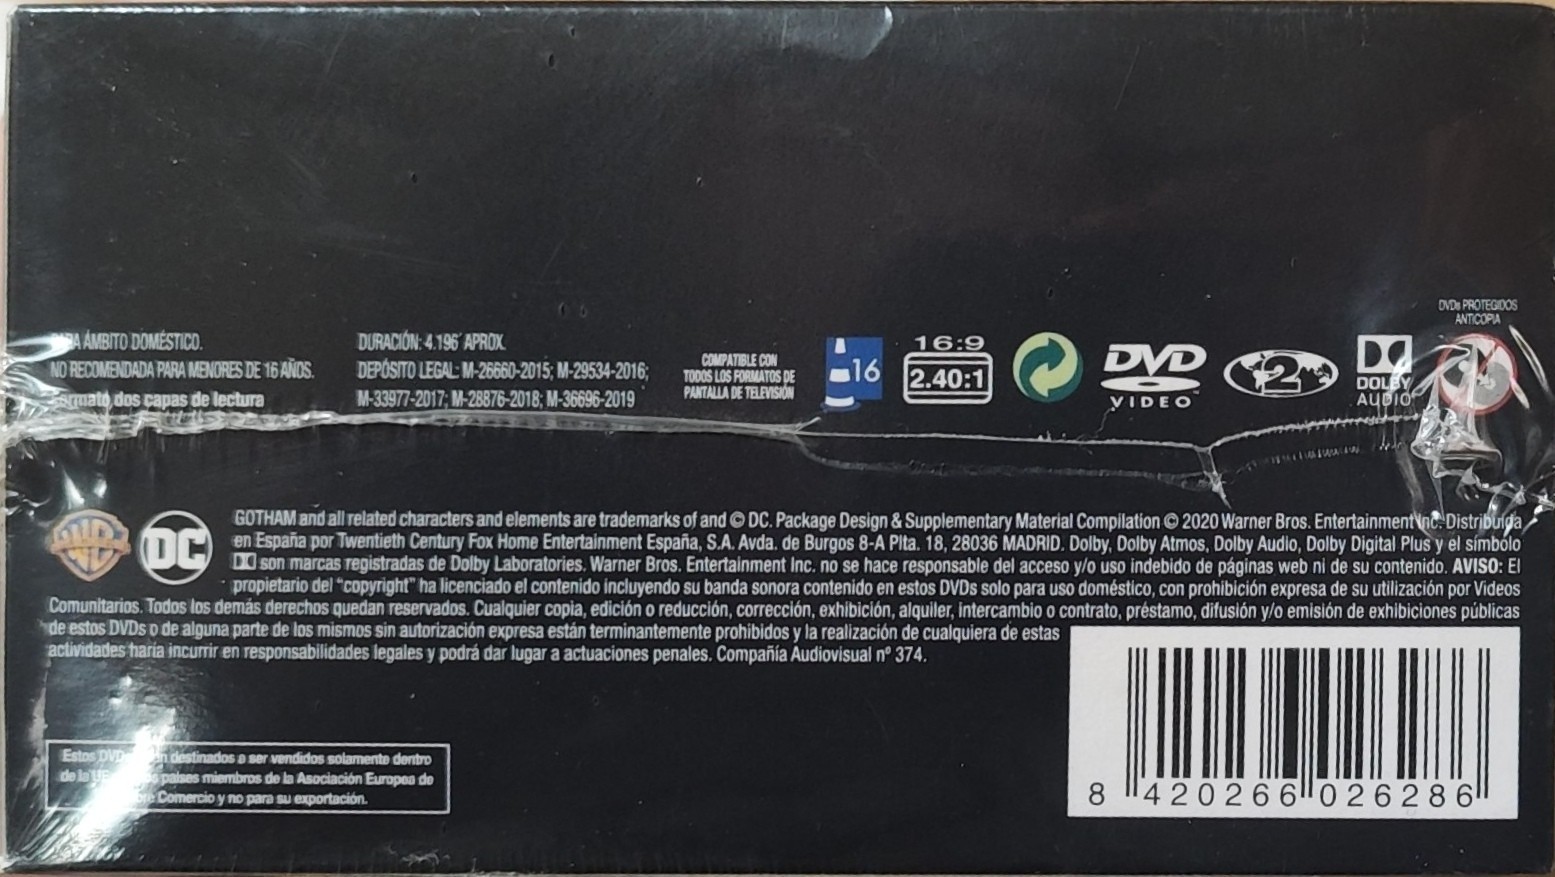 DVDs PROTEGIDOS
ANTICOPIA
ÁMBITO DOMÉSTICO.
NO RECOMENDADA PARA MENORES DE 16 AÑOS.
dos capas de lectura
DURACIÓN: 4.196' APROX.
DEPÓSITO LEGAL: M-26660-2015; M-29534-2016;
M-33977-2017; M-28876-2018; M-36696-2019
COMPATIBLE CON
TODOS LOS FORMATOS DE
PANTALLA DE TELEVISIÓN
16
16:9
2.40:1
DVD
VIDEO
2
DOLBY
AUDIO
WB
DC
GOTHAM and all related characters and elements are trademarks of and © DC. Package Design & Supplementary Material Compilation © 2020 Warner Bros. Entertainment Inc. Distribuida
en España por Twentieth Century Fox Home Entertainment España, S.A. Avda. de Burgos 8-A Plta. 18, 28036 MADRID. Dolby, Dolby Atmos, Dolby Audio, Dolby Digital Plus y el símbolo
son marcas registradas de Dolby Laboratories. Warner Bros. Entertainment Inc. no se hace responsable del acceso y/o uso indebido de páginas web ni de su contenido. AVISO: El
propietario del “copyright” ha licenciado el contenido incluyendo su banda sonora contenido en estos DVDs solo para uso doméstico, con prohibición expresa de su utilización por Videos
Comunitarios. Todos los demás derechos quedan reservados. Cualquier copia, edición o reducción, corrección, exhibición, alquiler, intercambio o contrato, préstamo, difusión y/o emisión de exhibiciones públicas
de estos DVDs o de alguna parte de los mismos sin autorización expresa están terminantemente prohibidos y la realización de cualquiera de estas
actividades haría incurrir en responsabilidades legales y podrá dar lugar a actuaciones penales. Compañía Audiovisual nº 374.
Estos destinados a ser vendidos solamente dentro
de la países miembros de la Asociación Europea de
Comercio y no para su exportación.
8 420266 026286